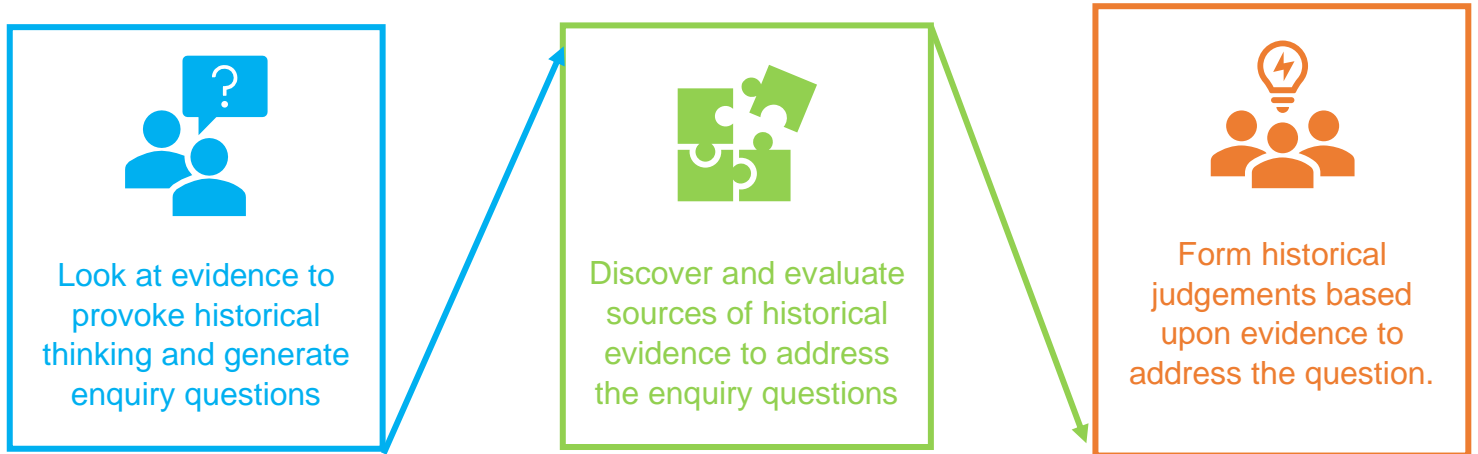 ?
Look at evidence to
provoke historical
thinking and generate
enquiry questions
Discover and evaluate
sources of historical
evidence to address
the enquiry questions
Form historical
judgements based
upon evidence to
address the question.